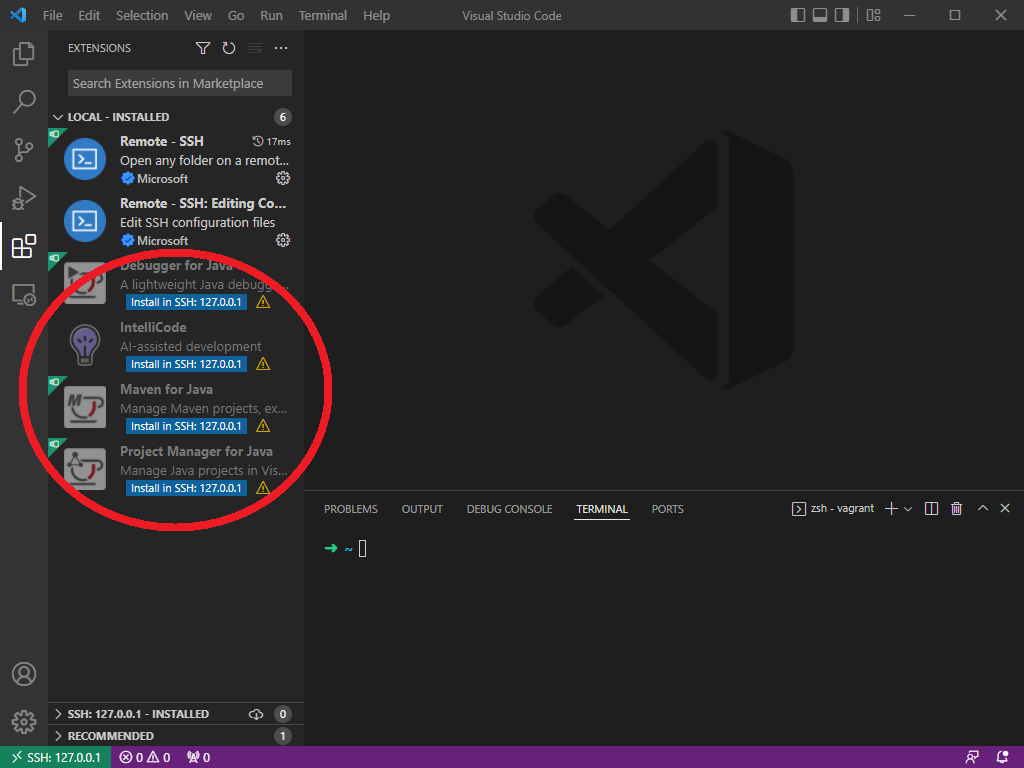 File Edit Selection View Go Run Terminal Help Visual Studio Code
EXTENSIONS
Search Extensions in Marketplace
LOCAL - INSTALLED 6
Remote - SSH 17ms
Open any folder on a remot...
Microsoft
Remote - SSH: Editing Co...
Edit SSH configuration files
Microsoft
Debugger for Java
A lightweight Java debugg...
Install in SSH: 127.0.0.1
IntelliCode
AI-assisted development
Install in SSH: 127.0.0.1
Maven for Java
Manage Maven projects, ex...
Install in SSH: 127.0.0.1
Project Manager for Java
Manage Java projects in Vis...
Install in SSH: 127.0.0.1
PROBLEMS OUTPUT DEBUG CONSOLE TERMINAL PORTS zsh - vagrant
➜ ~
SSH: 127.0.0.1 - INSTALLED 0
RECOMMENDED 1
SSH: 127.0.0.1 0 0 0